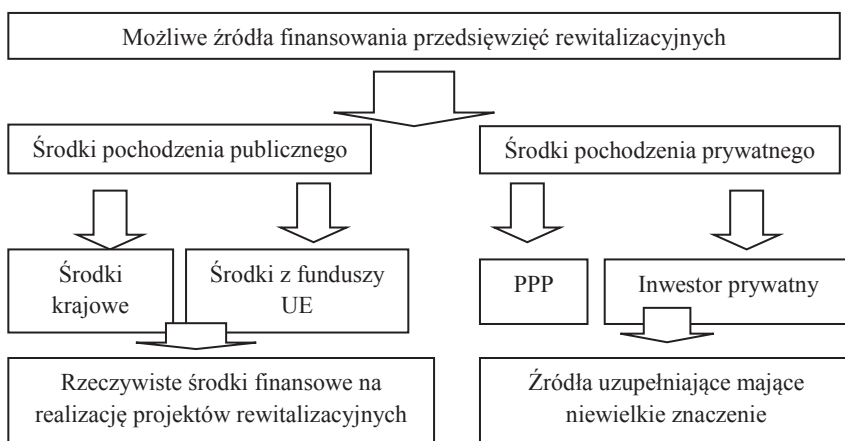 Możliwe źródła finansowania przedsięwzięć rewitalizacyjnych
Środki pochodzenia publicznego
Środki pochodzenia prywatnego
Środki
krajowe
Środki z funduszy
UE
PPP
Inwestor prywatny
Rzeczywiste środki finansowe na
realizację projektów rewitalizacyjnych
Źródła uzupełniające mające
niewielkie znaczenie